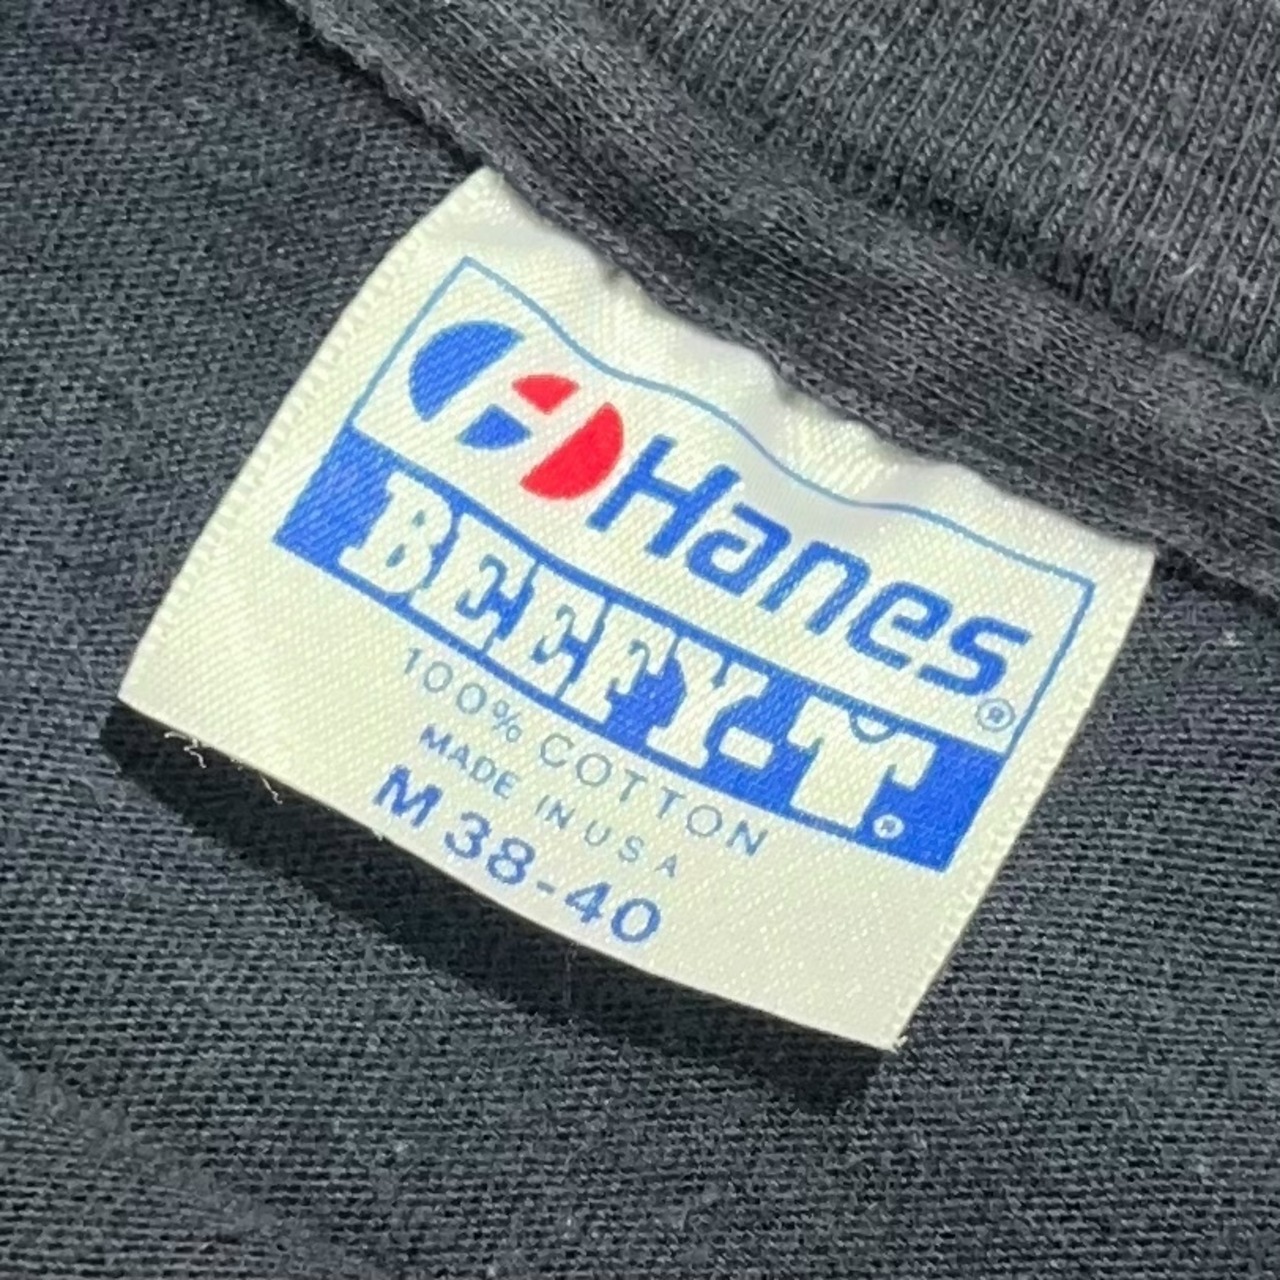 Hanes®
BEEFY-T®
100% COTTON
MADE IN USA
M 38-40